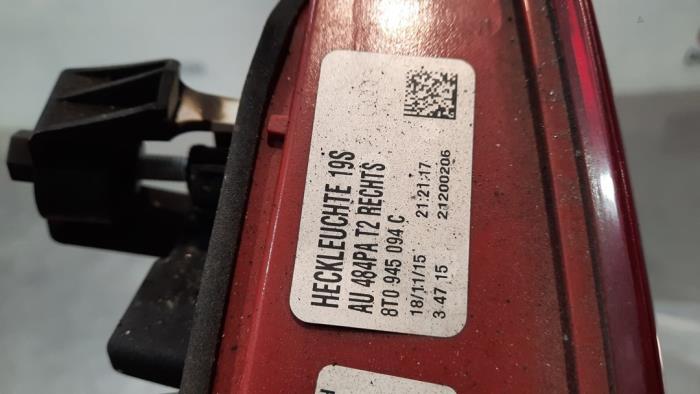 HECKLEUCHTE 19S
AU 484PA T2 RECHTS
8T0 945 094 C
18/11/15 21:21:17
3-47 15 21200206